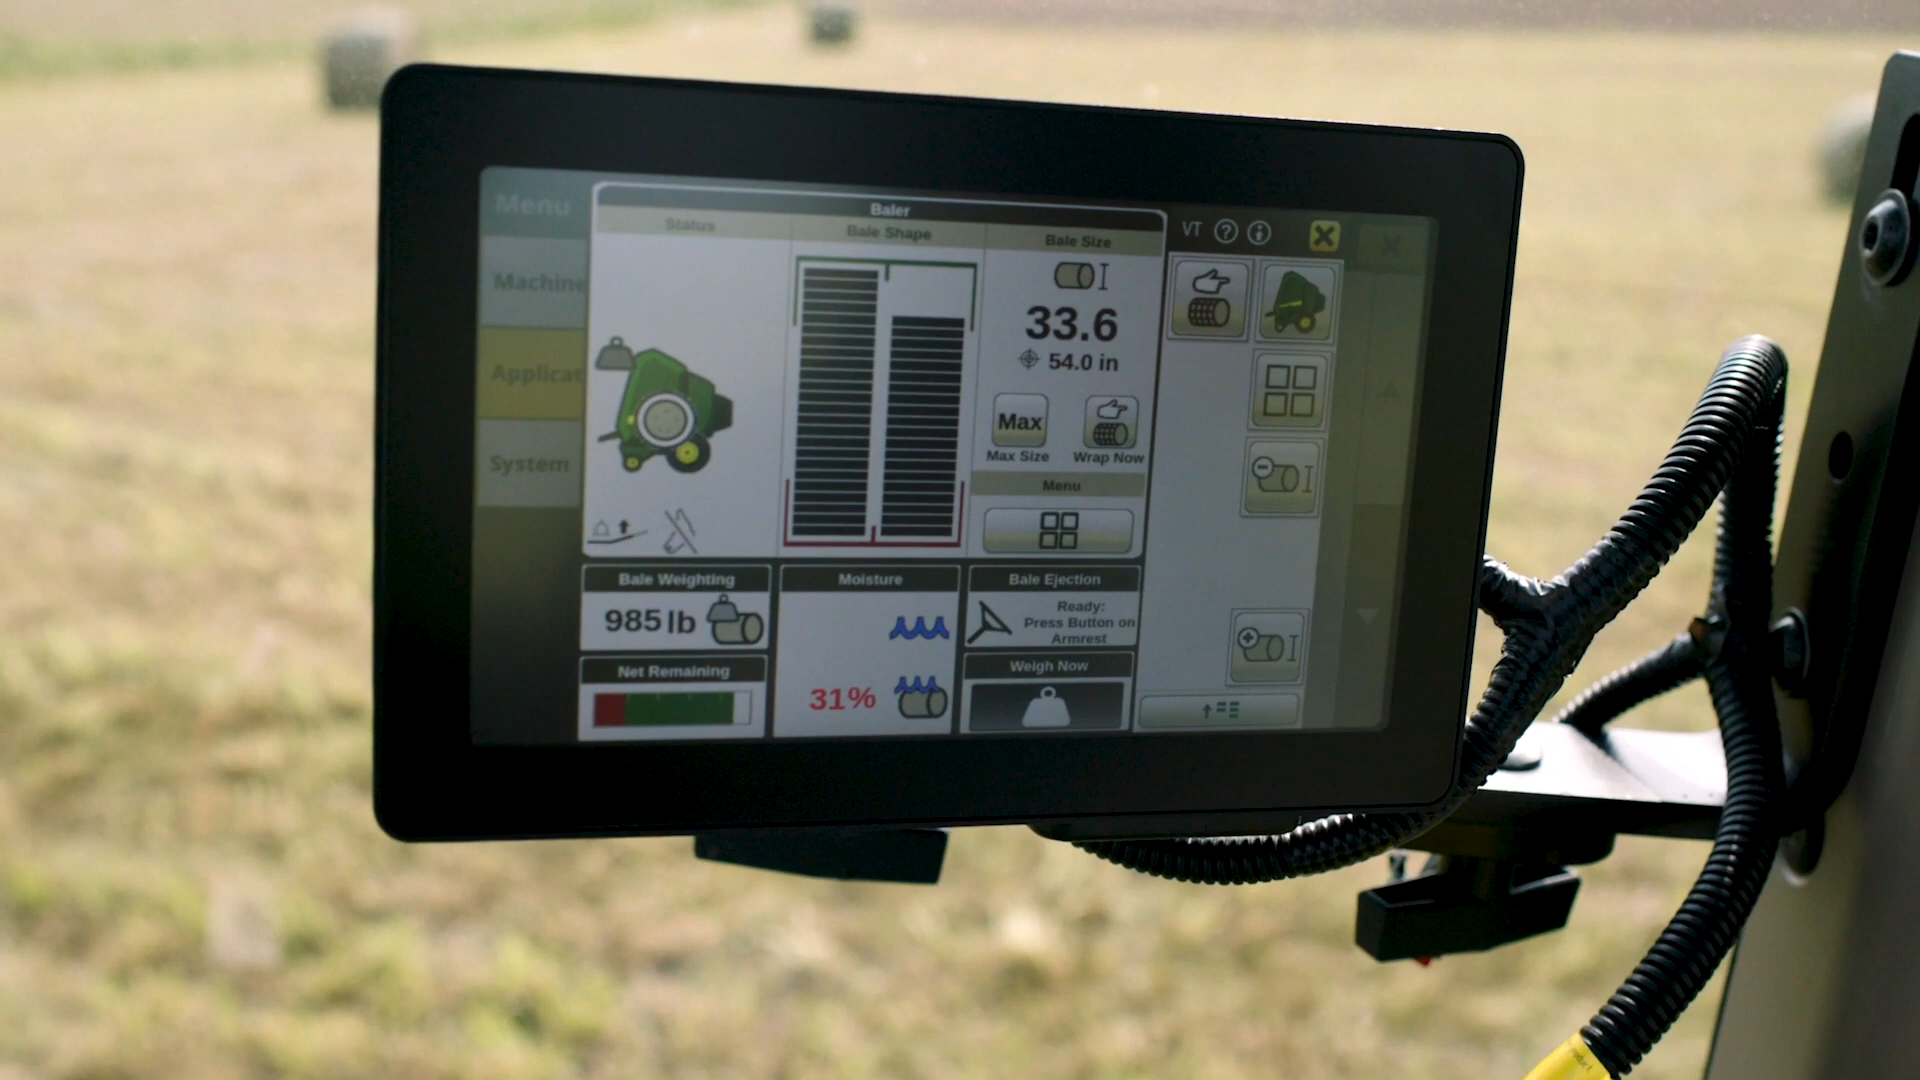 Menu
Machine
Applicat
System
Baler
Status
Bale Shape
Bale Size
33.6
54.0 in
Max
Max Size
Wrap Now
Menu
VT
Bale Weighting
985 lb
Net Remaining
Moisture
31%
Bale Ejection
Ready:
Press Button on
Armrest
Weigh Now